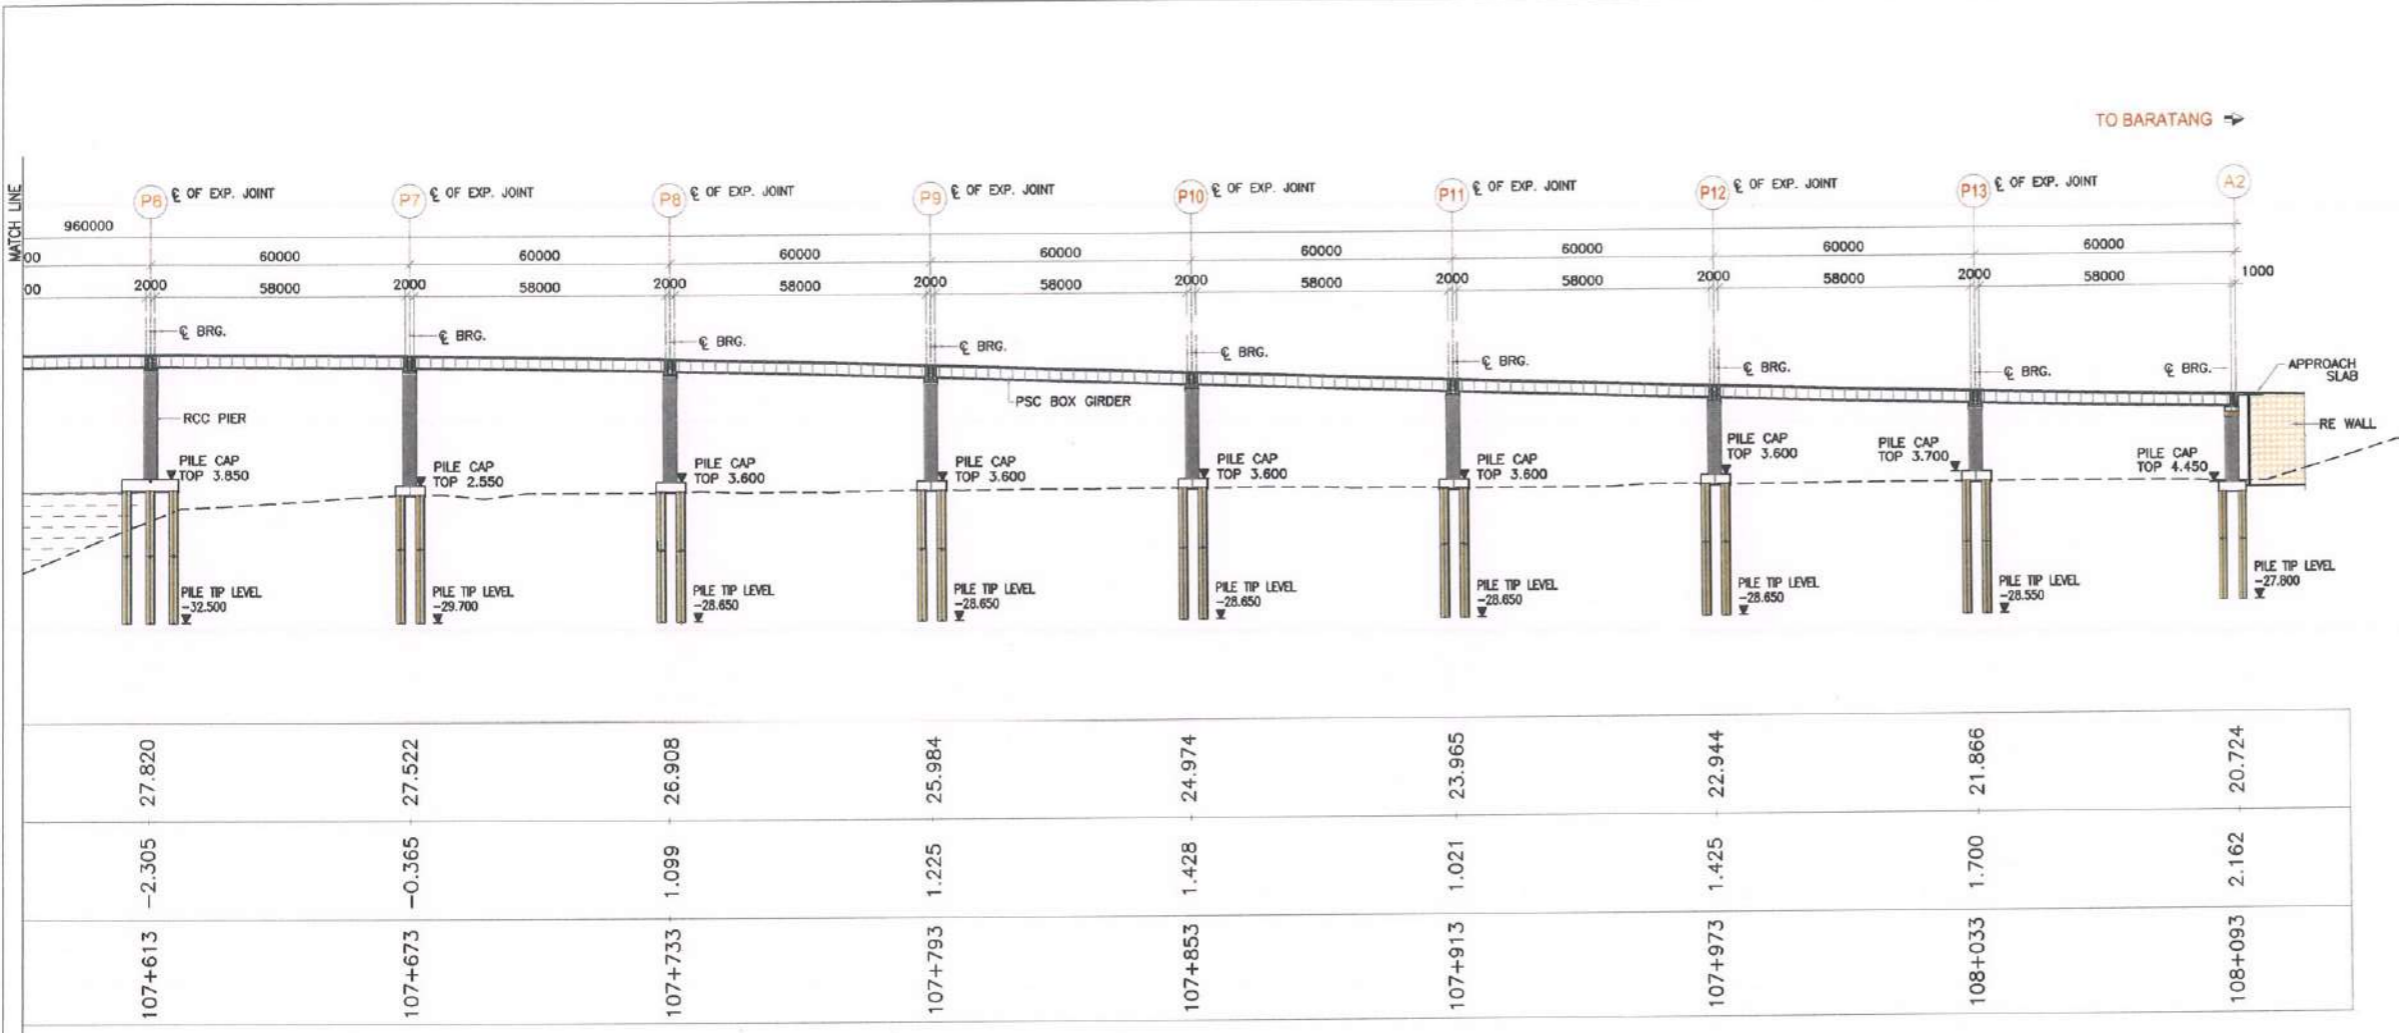 TO BARATANG
MATCH LINE
P6 ℄ OF EXP. JOINT
P7 ℄ OF EXP. JOINT
P8 ℄ OF EXP. JOINT
P9 ℄ OF EXP. JOINT
P10 ℄ OF EXP. JOINT
P11 ℄ OF EXP. JOINT
P12 ℄ OF EXP. JOINT
P13 ℄ OF EXP. JOINT
A2
960000
00 60000 60000 60000 60000 60000 60000 60000 60000
00 2000 58000 2000 58000 2000 58000 2000 58000 2000 58000 2000 58000 2000 58000 2000 58000 1000
℄ BRG.
℄ BRG.
℄ BRG.
℄ BRG.
℄ BRG.
℄ BRG.
℄ BRG.
℄ BRG.
℄ BRG.
APPROACH
SLAB
PSC BOX GIRDER
RCC PIER
RE WALL
PILE CAP
TOP 3.850
PILE CAP
TOP 2.550
PILE CAP
TOP 3.600
PILE CAP
TOP 3.600
PILE CAP
TOP 3.600
PILE CAP
TOP 3.600
PILE CAP
TOP 3.600
PILE CAP
TOP 3.700
PILE CAP
TOP 4.450
PILE TIP LEVEL
-32.500
PILE TIP LEVEL
-29.700
PILE TIP LEVEL
-28.650
PILE TIP LEVEL
-28.650
PILE TIP LEVEL
-28.650
PILE TIP LEVEL
-28.650
PILE TIP LEVEL
-28.650
PILE TIP LEVEL
-28.550
PILE TIP LEVEL
-27.800
27.820 27.522 26.908 25.984 24.974 23.965 22.944 21.866 20.724
-2.305 -0.365 1.099 1.225 1.428 1.021 1.425 1.700 2.162
107+613 107+673 107+733 107+793 107+853 107+913 107+973 108+033 108+093